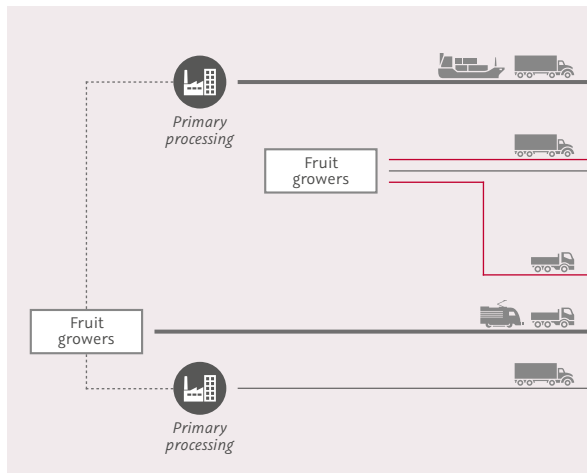 Primary
processing
Fruit
growers
Fruit
growers
Primary
processing